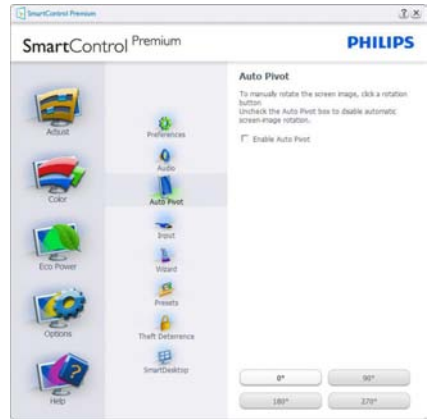 SmartControl Premium
SmartControl Premium
PHILIPS
Adjust
Color
Eco Power
Options
Help
Preferences
Audio
Auto Pivot
Input
Wizard
Presets
Theft Deterrence
SmartDesktop
Auto Pivot
To manually rotate the screen image, click a rotation
button
Uncheck the Auto Pivot box to disable automatic
screen-image rotation.
Enable Auto Pivot
0°
90°
180°
270°